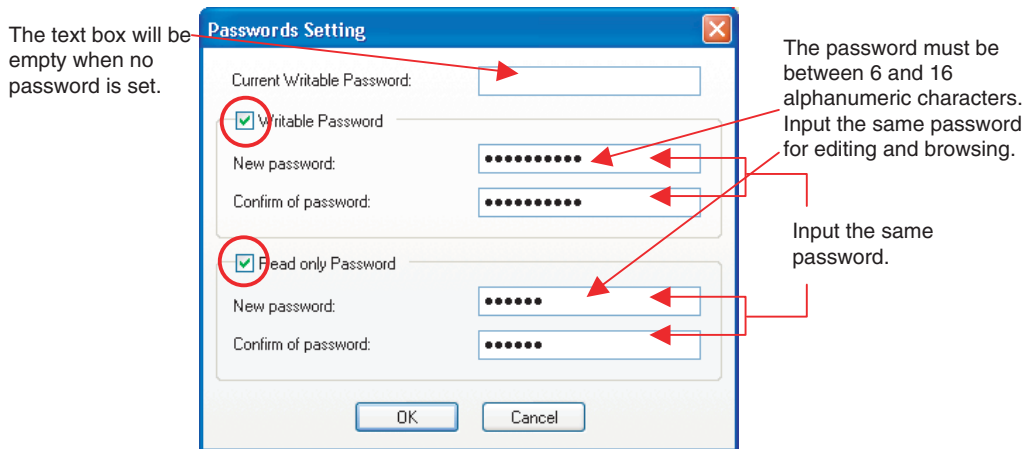 The text box will be
empty when no
password is set.
Passwords Setting
Current Writable Password:
Writable Password
New password:
Confirm of password:
Read only Password
New password:
Confirm of password:
OK
Cancel
The password must be
between 6 and 16
alphanumeric characters.
Input the same password
for editing and browsing.
Input the same
password.